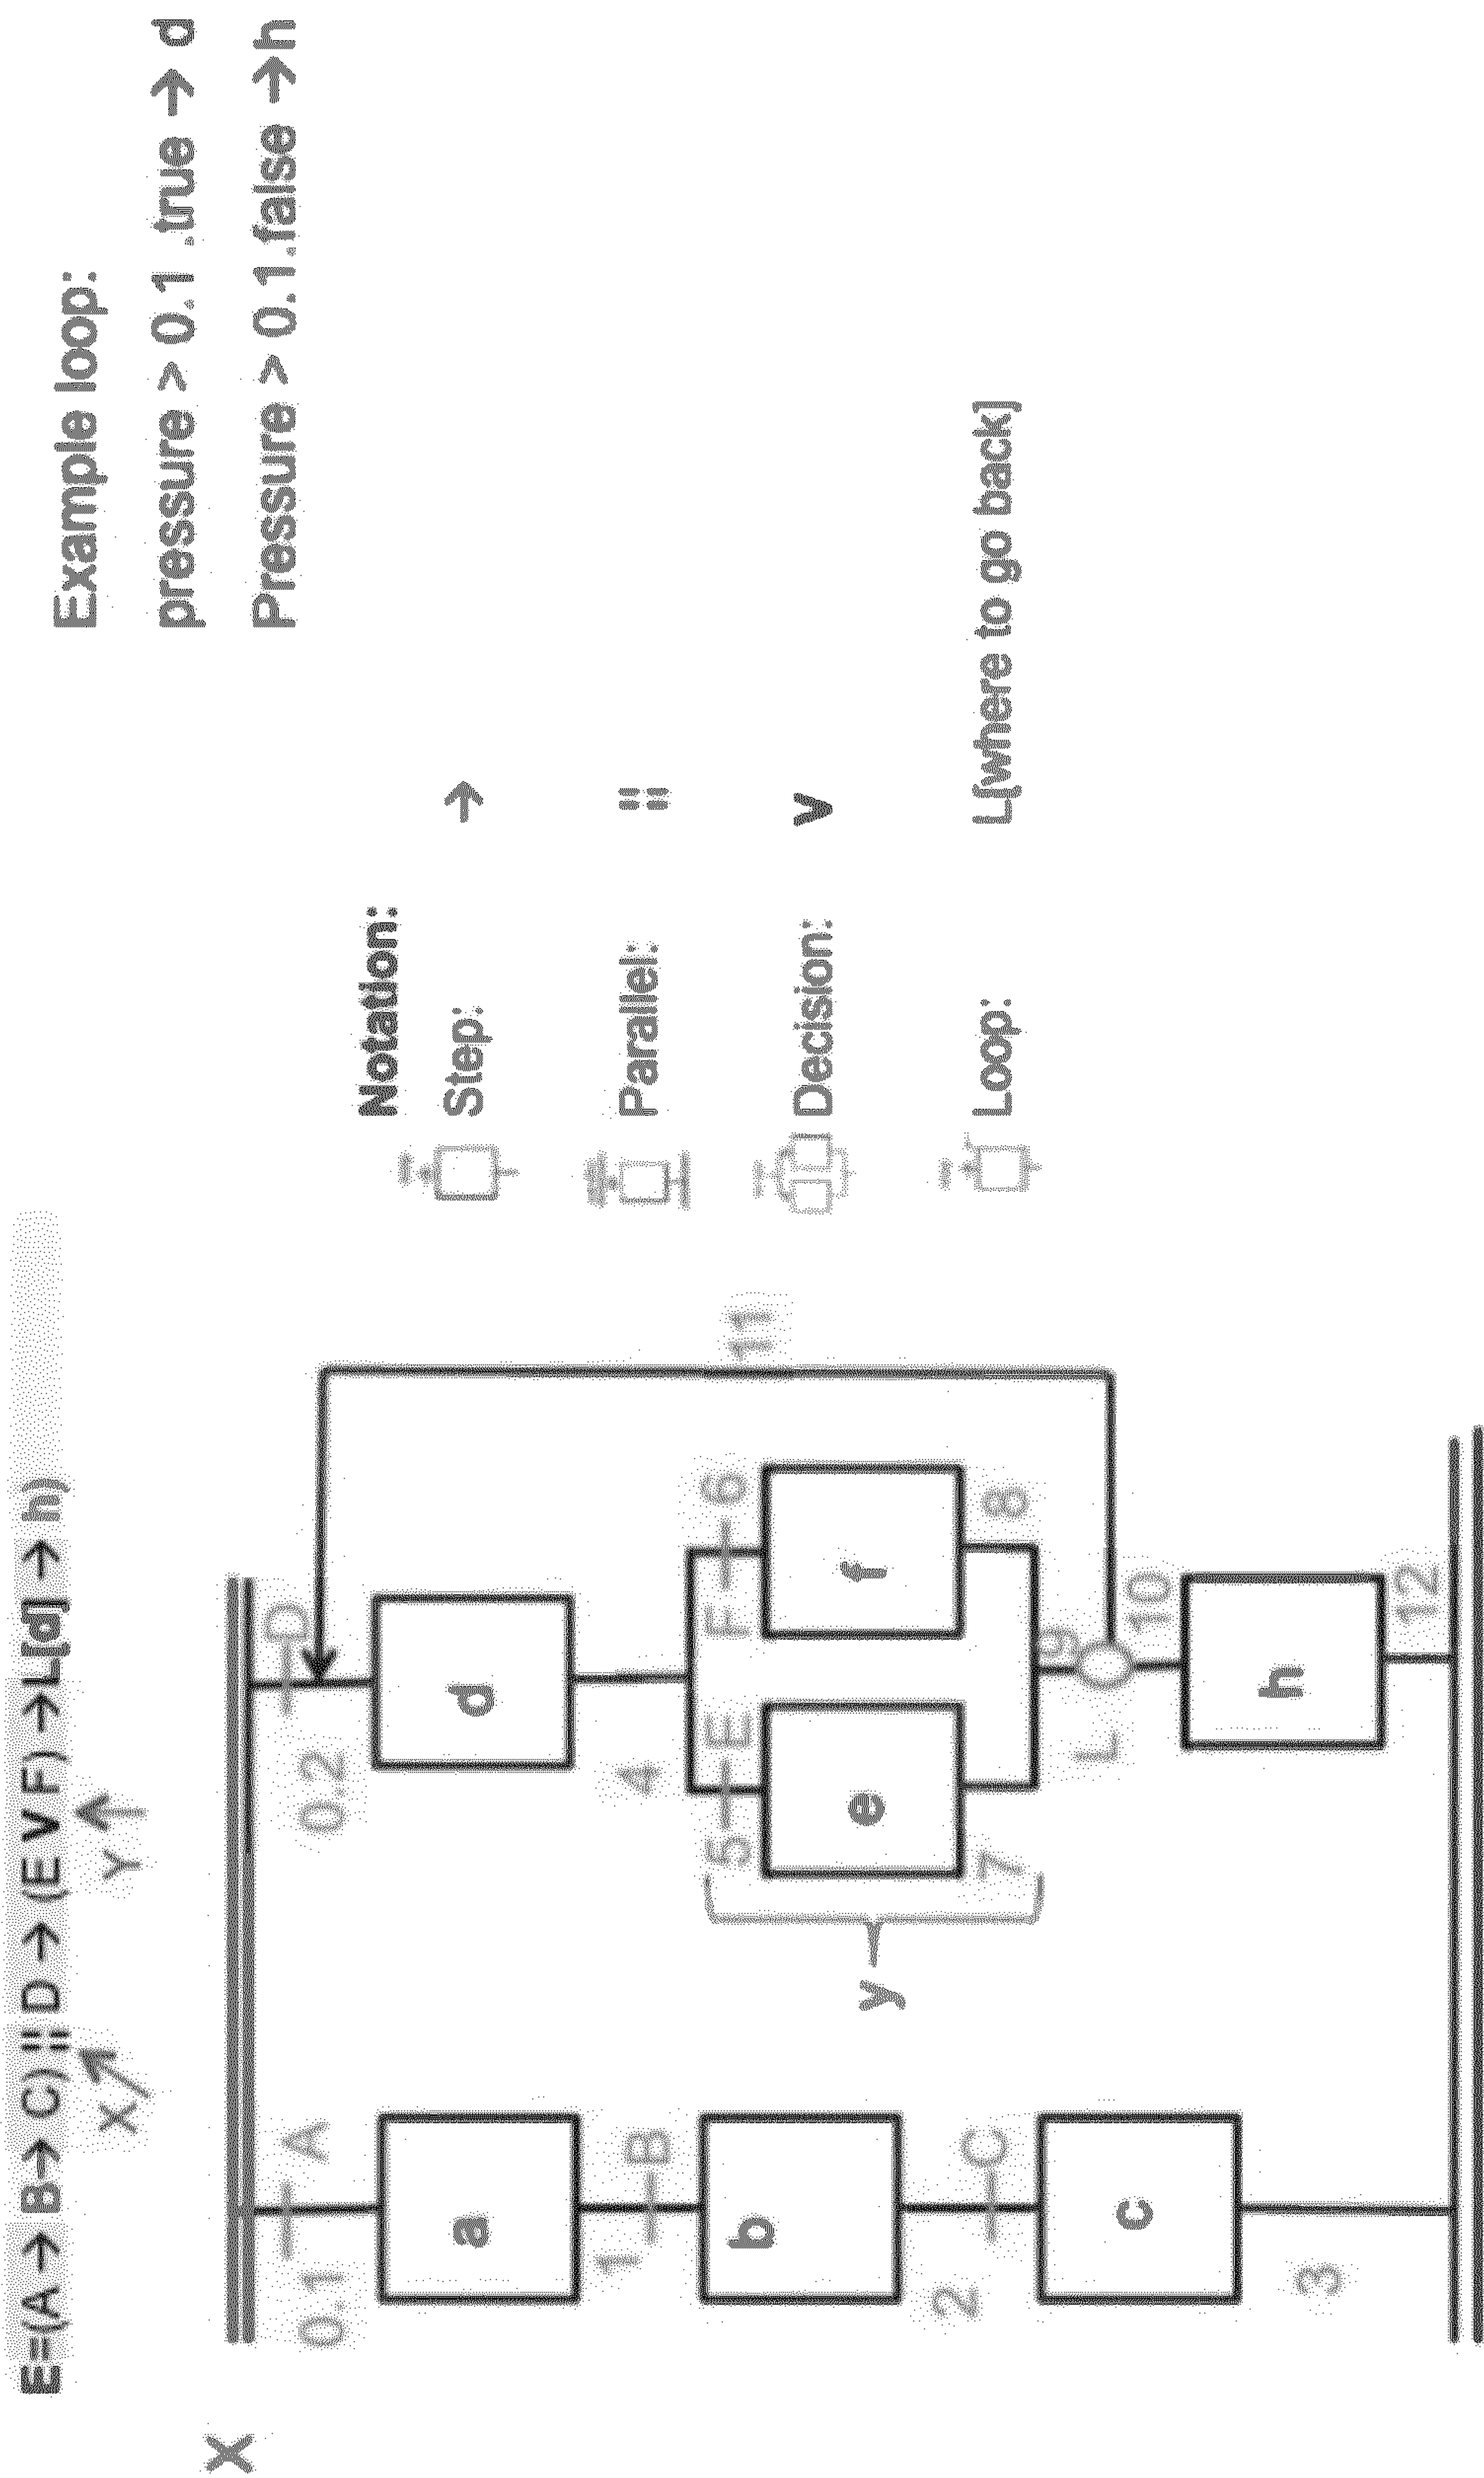 E=(A → B→ C) ¦¦ D → (E V F) →L[d] → h)
X
Y
Example loop:
pressure > 0.1 .true → d
Pressure > 0.1.false →h
X
0.1
A
a
1
B
b
2
C
c
3
0.2
D
d
4
5
E
F
6
e
f
y
7
8
9
L
10
11
h
12
Notation:
Step: →
Parallel: ¦¦
Decision: v
Loop: L[where to go back]